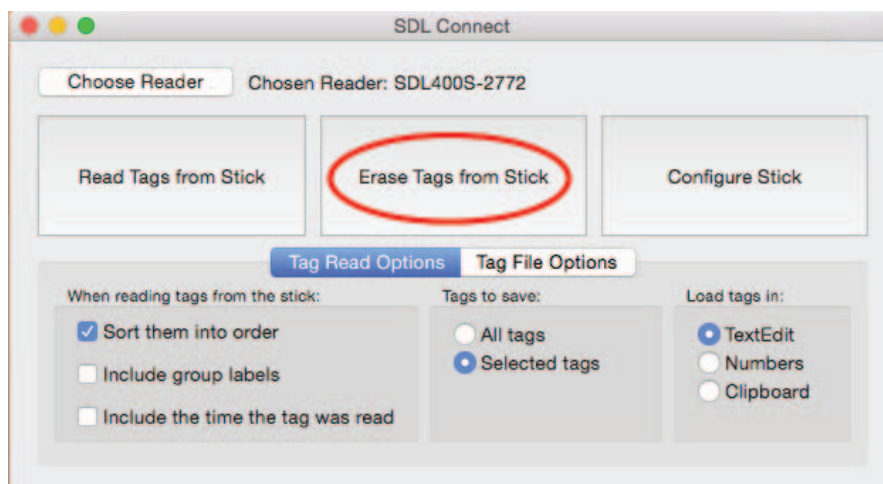 SDL Connect
Choose Reader Chosen Reader: SDL400S-2772
Read Tags from Stick Erase Tags from Stick Configure Stick
Tag Read Options Tag File Options
When reading tags from the stick: Tags to save: Load tags in:
Sort them into order All tags TextEdit
Include group labels Selected tags Numbers
Include the time the tag was read Clipboard